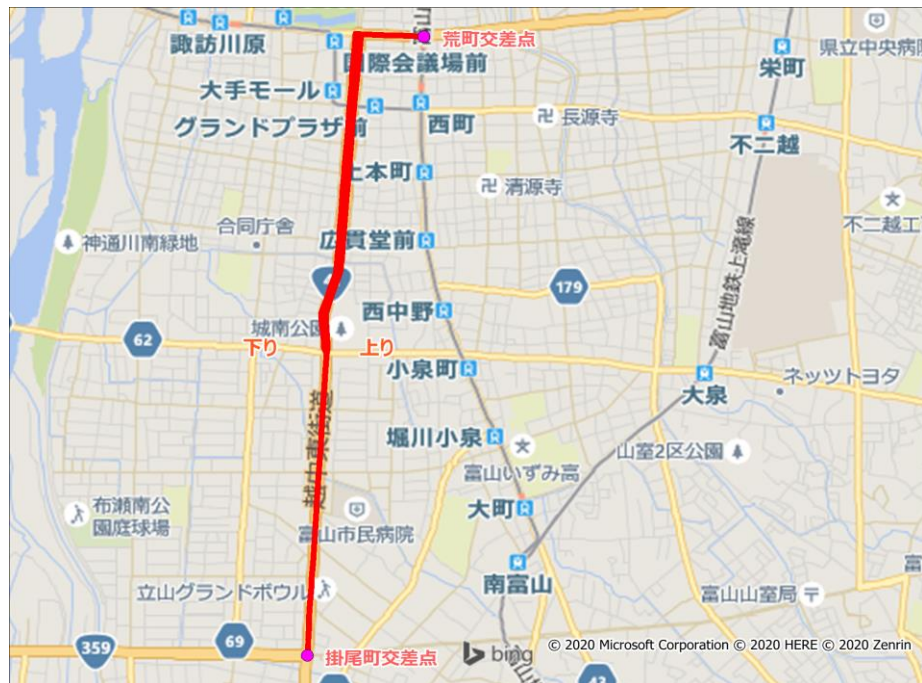 荒町交差点
諏訪川原
国際会議場前
県立中央病院
栄町
大手モール
グランドプラザ前
西町
長源寺
不二越
上本町
清源寺
不二越工
合同庁舎
神通川南緑地
広貫堂前
富山地鉄上滝線
179
西中野
城南公園
62
下り
上り
小泉町
大泉
ネッツトヨタ
越中東街道
堀川小泉
山室2区公園
富山いずみ高
布瀬南公
園庭球場
大町
富山市民病院
南富山
立山グランドボウル
富山山室局
359
69
掛尾町交差点
bing
© 2020 Microsoft Corporation © 2020 HERE © 2020 Zenrin
43